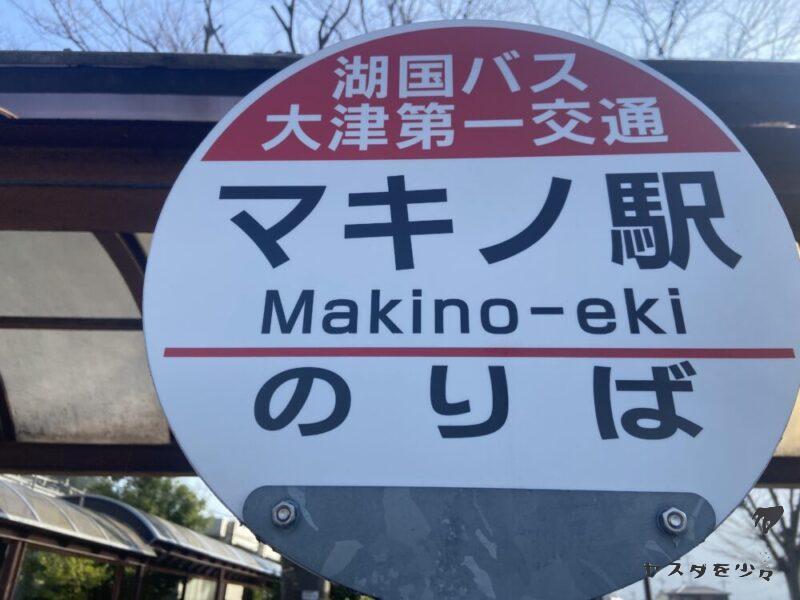 湖国バス
大津第一交通
マキノ駅
Makino-eki
のりば
ヤスダを少々